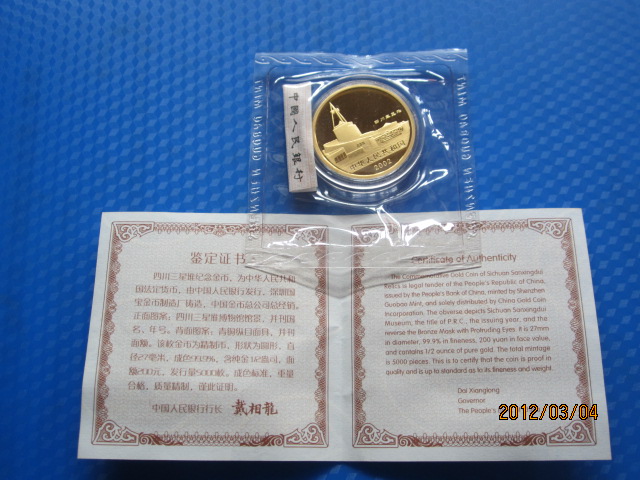 中国人民银行
四川三星堆
中华人民共和国
2002
鉴定证书
四川三星堆纪念金币，为中华人民共和
国法定货币，由中国人民银行发行，深圳国
宝金币制造厂铸造，中国金币总公司总经销。
正面图案：四川三星堆博物馆馆景，并刊国
名、年号。背面图案：青铜纵目面具，并刊
面额。该枚金币为精制币，形状为圆形，直
径27毫米，成色99.9%，含纯金1/2盎司，面
额200元，发行量5000枚。成色标准，重量
合格，质量精制，谨此证明。
中国人民银行行长 戴相龙
Certificate of Authenticity
The Commemorative Gold Coin of Sichuan Sanxingdui
Relics is legal tender of the People's Republic of China,
issued by the People's Bank of China, minted by Shenzhen
Guobao Mint, and solely distributed by China Gold Coin
Incorporation. The obverse depicts Sichuan Sanxingdui
Museum, the title of P.R.C., the issuing year, and the
reverse the Bronze Mask with Protruding Eyes. It is 27mm
in diameter, 99.9% in fineness, 200 yuan in face value,
and contains 1/2 ounce of pure gold. The total mintage
is 5000 pieces. This is to certify that the coin is proof in
quality and is up to standard as to its fineness and weight.
Dai Xianglong
Governor
The People's
2012/03/04